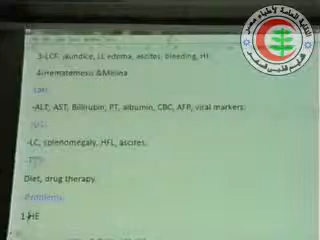 3-LCF: jaundice, LL edema, ascites, bleeding, HE
4-Hematemesis &Melina
-ALT, AST, Billirubin, PT, albumin, CBC, AFP, viral markers.
-LC, splenomegaly, HFL, ascites.
Diet, drug therapy.
Problems:
1-HE